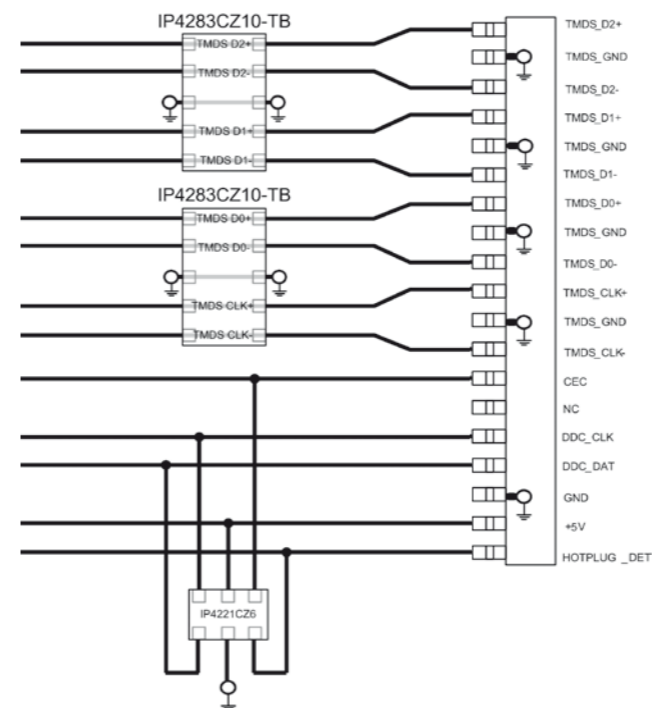 IP4283CZ10-TB
TMDS D2+
TMDS D2-
TMDS D1+
TMDS D1-
IP4283CZ10-TB
TMDS D0+
TMDS D0-
TMDS CLK+
TMDS CLK-
IP4221CZ6
TMDS_D2+
TMDS_GND
TMDS_D2-
TMDS_D1+
TMDS_GND
TMDS_D1-
TMDS_D0+
TMDS_GND
TMDS_D0-
TMDS_CLK+
TMDS_GND
TMDS_CLK-
CEC
NC
DDC_CLK
DDC_DAT
GND
+5V
HOTPLUG _DET